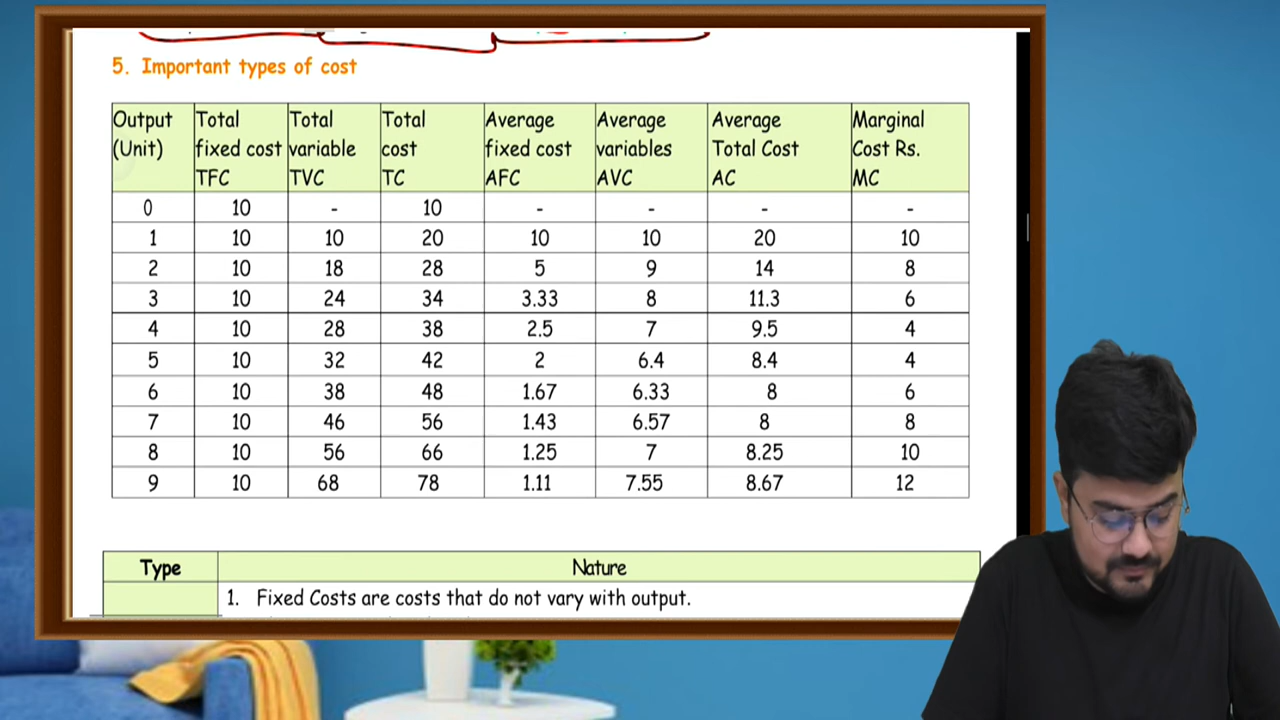 5. Important types of cost
Output (Unit) Total fixed cost TFC Total variable TVC Total cost TC Average fixed cost AFC Average variables AVC Average Total Cost AC Marginal Cost Rs. MC
0 10 - 10 - - - -
1 10 10 20 10 10 20 10
2 10 18 28 5 9 14 8
3 10 24 34 3.33 8 11.3 6
4 10 28 38 2.5 7 9.5 4
5 10 32 42 2 6.4 8.4 4
6 10 38 48 1.67 6.33 8 6
7 10 46 56 1.43 6.57 8 8
8 10 56 66 1.25 7 8.25 10
9 10 68 78 1.11 7.55 8.67 12
Type Nature
1. Fixed Costs are costs that do not vary with output.